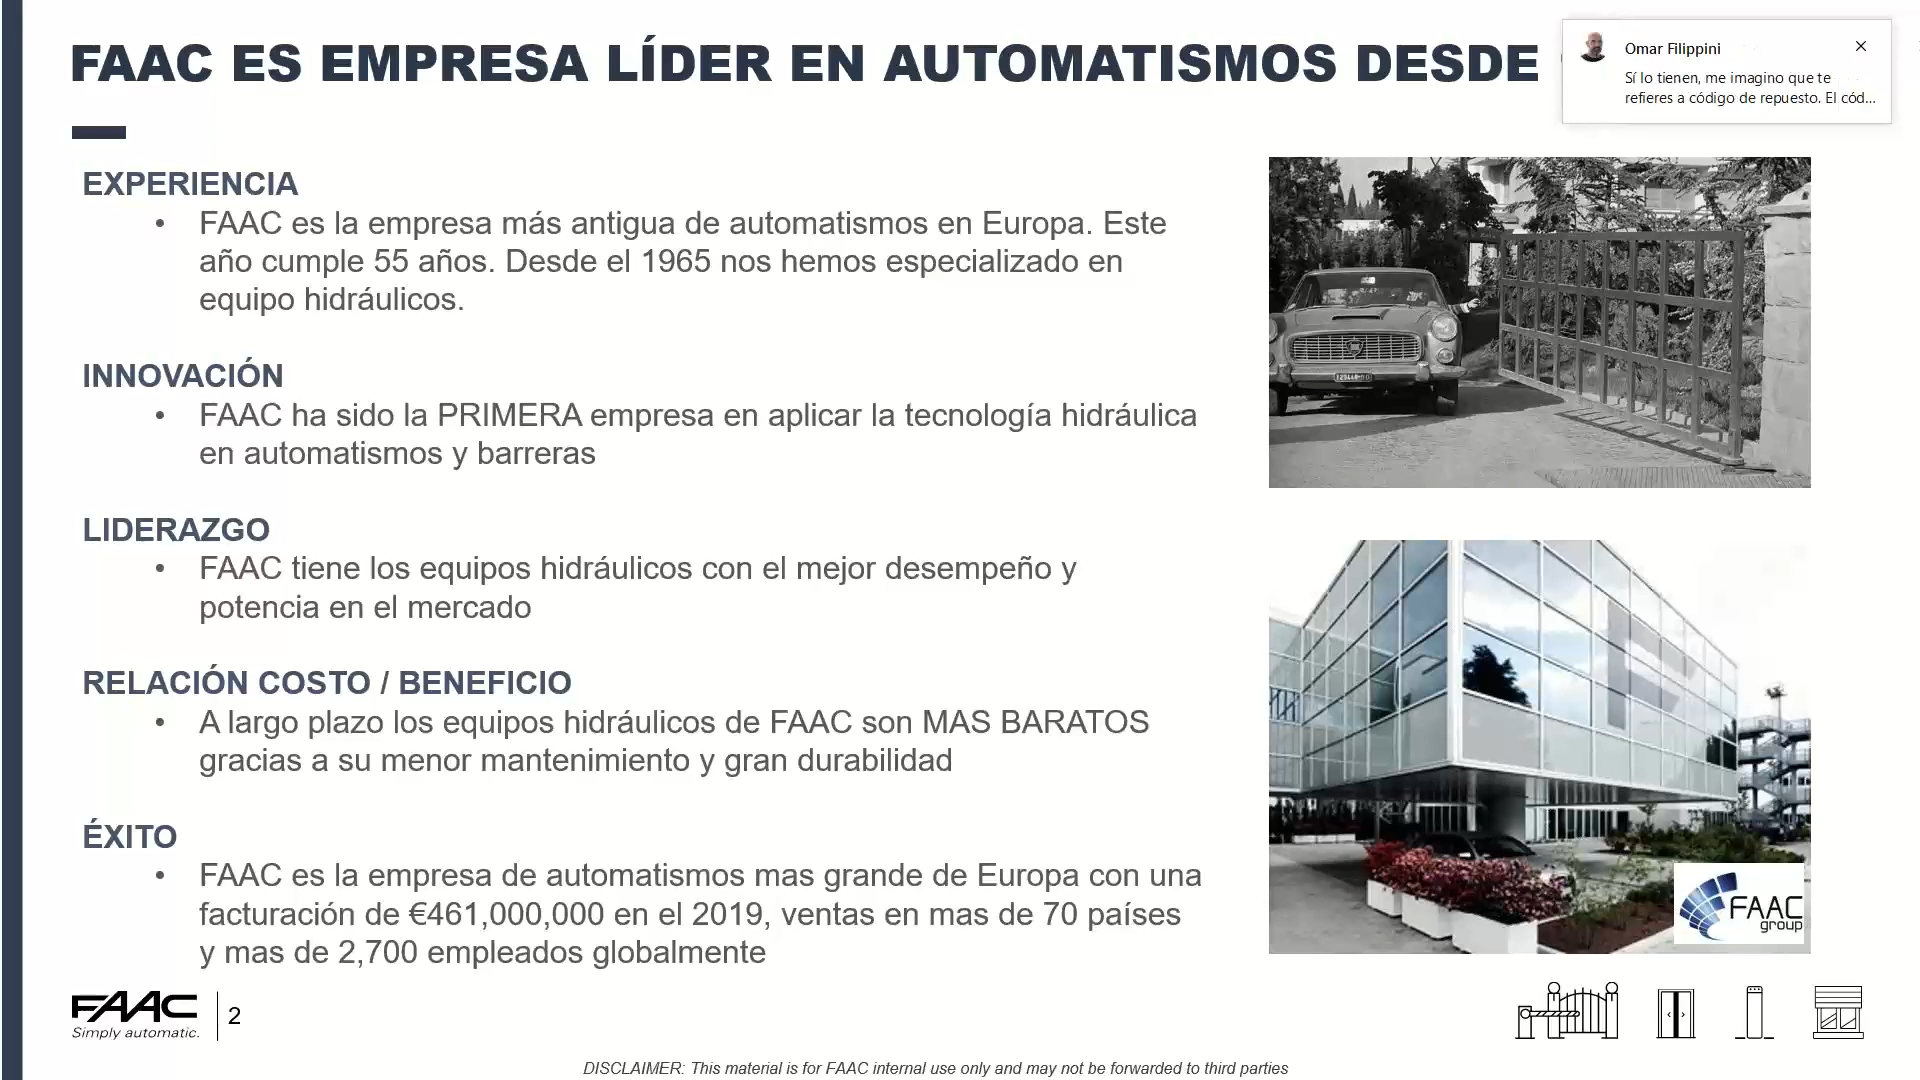 FAAC ES EMPRESA LÍDER EN AUTOMATISMOS DESDE
Omar Filippini
Sí lo tienen, me imagino que te
refieres a código de repuesto. El cód...
EXPERIENCIA
• FAAC es la empresa más antigua de automatismos en Europa. Este
año cumple 55 años. Desde el 1965 nos hemos especializado en
equipo hidráulicos.
INNOVACIÓN
• FAAC ha sido la PRIMERA empresa en aplicar la tecnología hidráulica
en automatismos y barreras
LIDERAZGO
• FAAC tiene los equipos hidráulicos con el mejor desempeño y
potencia en el mercado
RELACIÓN COSTO / BENEFICIO
• A largo plazo los equipos hidráulicos de FAAC son MAS BARATOS
gracias a su menor mantenimiento y gran durabilidad
ÉXITO
• FAAC es la empresa de automatismos mas grande de Europa con una
facturación de €461,000,000 en el 2019, ventas en mas de 70 países
y mas de 2,700 empleados globalmente
FAAC
group
FAAC
Simply automatic.
2
DISCLAIMER: This material is for FAAC internal use only and may not be forwarded to third parties